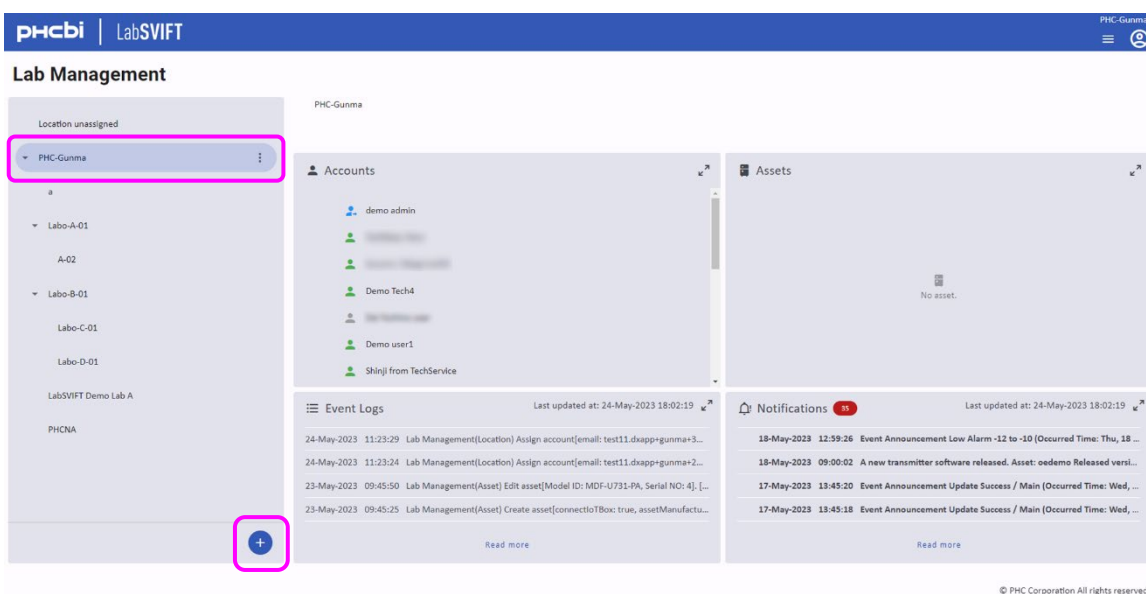 PHCbi | LabSVIFT
PHC-Gunma
Lab Management
Location unassigned
PHC-Gunma
a
Labo-A-01
A-02
Labo-B-01
Labo-C-01
Labo-D-01
LabSVIFT Demo Lab A
PHCNA
PHC-Gunma
Accounts
demo admin
Demo Tech4
Demo user1
Shinji from TechService
Assets
No asset.
Event Logs Last updated at: 24-May-2023 18:02:19
24-May-2023 11:23:29 Lab Management(Location) Assign account[email: test11.dxapp+gunma+3...
24-May-2023 11:23:24 Lab Management(Location) Assign account[email: test11.dxapp+gunma+2...
23-May-2023 09:45:50 Lab Management(Asset) Edit asset[Model ID: MDF-U731-PA, Serial NO: 4]. [...
23-May-2023 09:45:25 Lab Management(Asset) Create asset[connectIoTBox: true, assetManufactu...
Read more
Notifications 35 Last updated at: 24-May-2023 18:02:19
18-May-2023 12:59:26 Event Announcement Low Alarm -12 to -10 (Occurred Time: Thu, 18 ...
18-May-2023 09:00:02 A new transmitter software released. Asset: oedemo Released versi...
17-May-2023 13:45:20 Event Announcement Update Success / Main (Occurred Time: Wed, ...
17-May-2023 13:45:18 Event Announcement Update Success / Main (Occurred Time: Wed, ...
Read more
© PHC Corporation All rights reserved